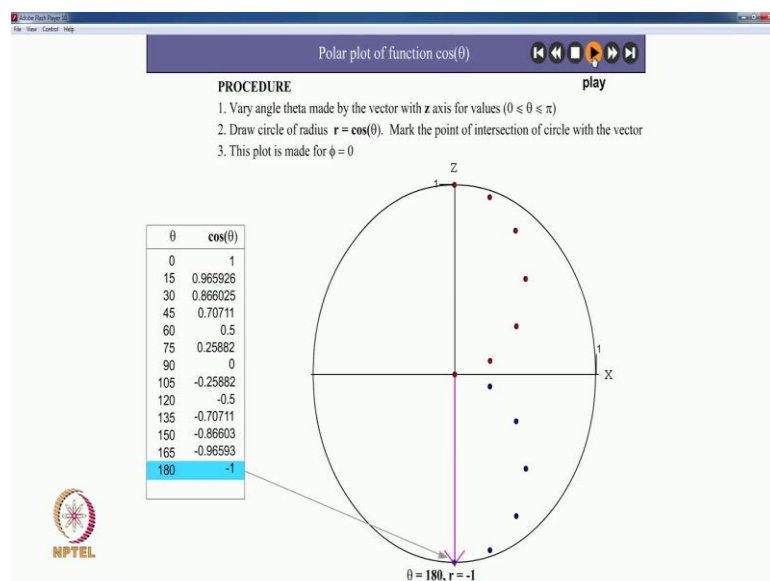 Adobe Flash Player 10
File View Control Help
Polar plot of function cos(θ)
play
PROCEDURE
1. Vary angle theta made by the vector with z axis for values (0 ⩽ θ ⩽ π)
2. Draw circle of radius r = cos(θ). Mark the point of intersection of circle with the vector
3. This plot is made for ϕ = 0
Z
1
θ cos(θ)
0 1
15 0.965926
30 0.866025
45 0.70711
60 0.5
75 0.25882
90 0
105 -0.25882
120 -0.5
135 -0.70711
150 -0.86603
165 -0.96593
180 -1
1
X
NPTEL
θ = 180, r = -1